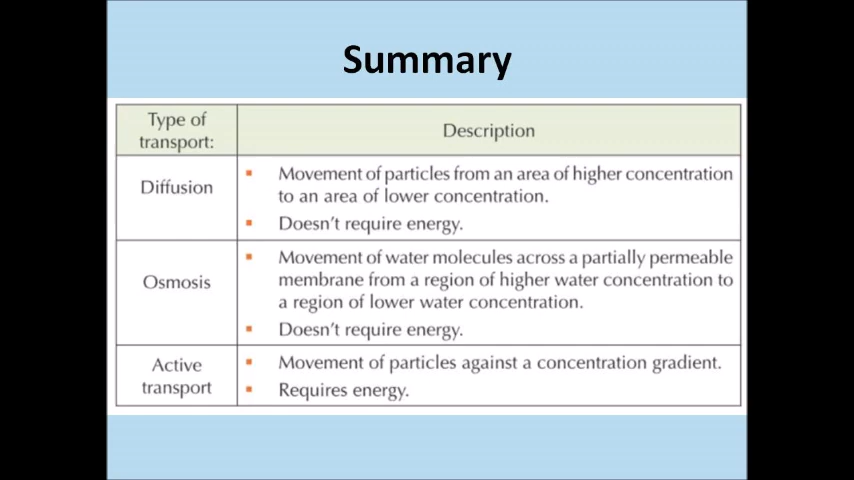 Summary
Type of
transport:
Description
Diffusion
▪ Movement of particles from an area of higher concentration
to an area of lower concentration.
▪ Doesn't require energy.
Osmosis
▪ Movement of water molecules across a partially permeable
membrane from a region of higher water concentration to
a region of lower water concentration.
▪ Doesn't require energy.
Active
transport
▪ Movement of particles against a concentration gradient.
▪ Requires energy.